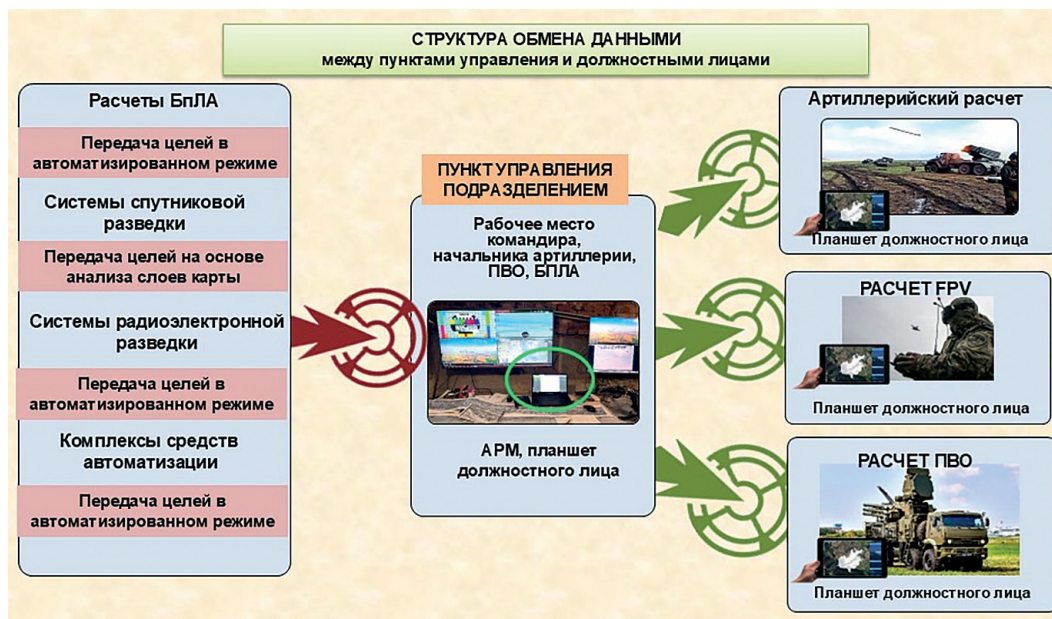 СТРУКТУРА ОБМЕНА ДАННЫМИ
между пунктами управления и должностными лицами
Расчеты БпЛА
Передача целей в
автоматизированном режиме
Системы спутниковой
разведки
Передача целей на основе
анализа слоев карты
Системы радиоэлектронной
разведки
Передача целей в
автоматизированном режиме
Комплексы средств
автоматизации
Передача целей в
автоматизированном режиме
ПУНКТ УПРАВЛЕНИЯ
ПОДРАЗДЕЛЕНИЕМ
Рабочее место
командира,
начальника артиллерии,
ПВО, БПЛА
АРМ, планшет
должностного лица
Артиллерийский расчет
Планшет должностного лица
РАСЧЕТ FPV
Планшет должностного лица
РАСЧЕТ ПВО
Планшет должностного лица